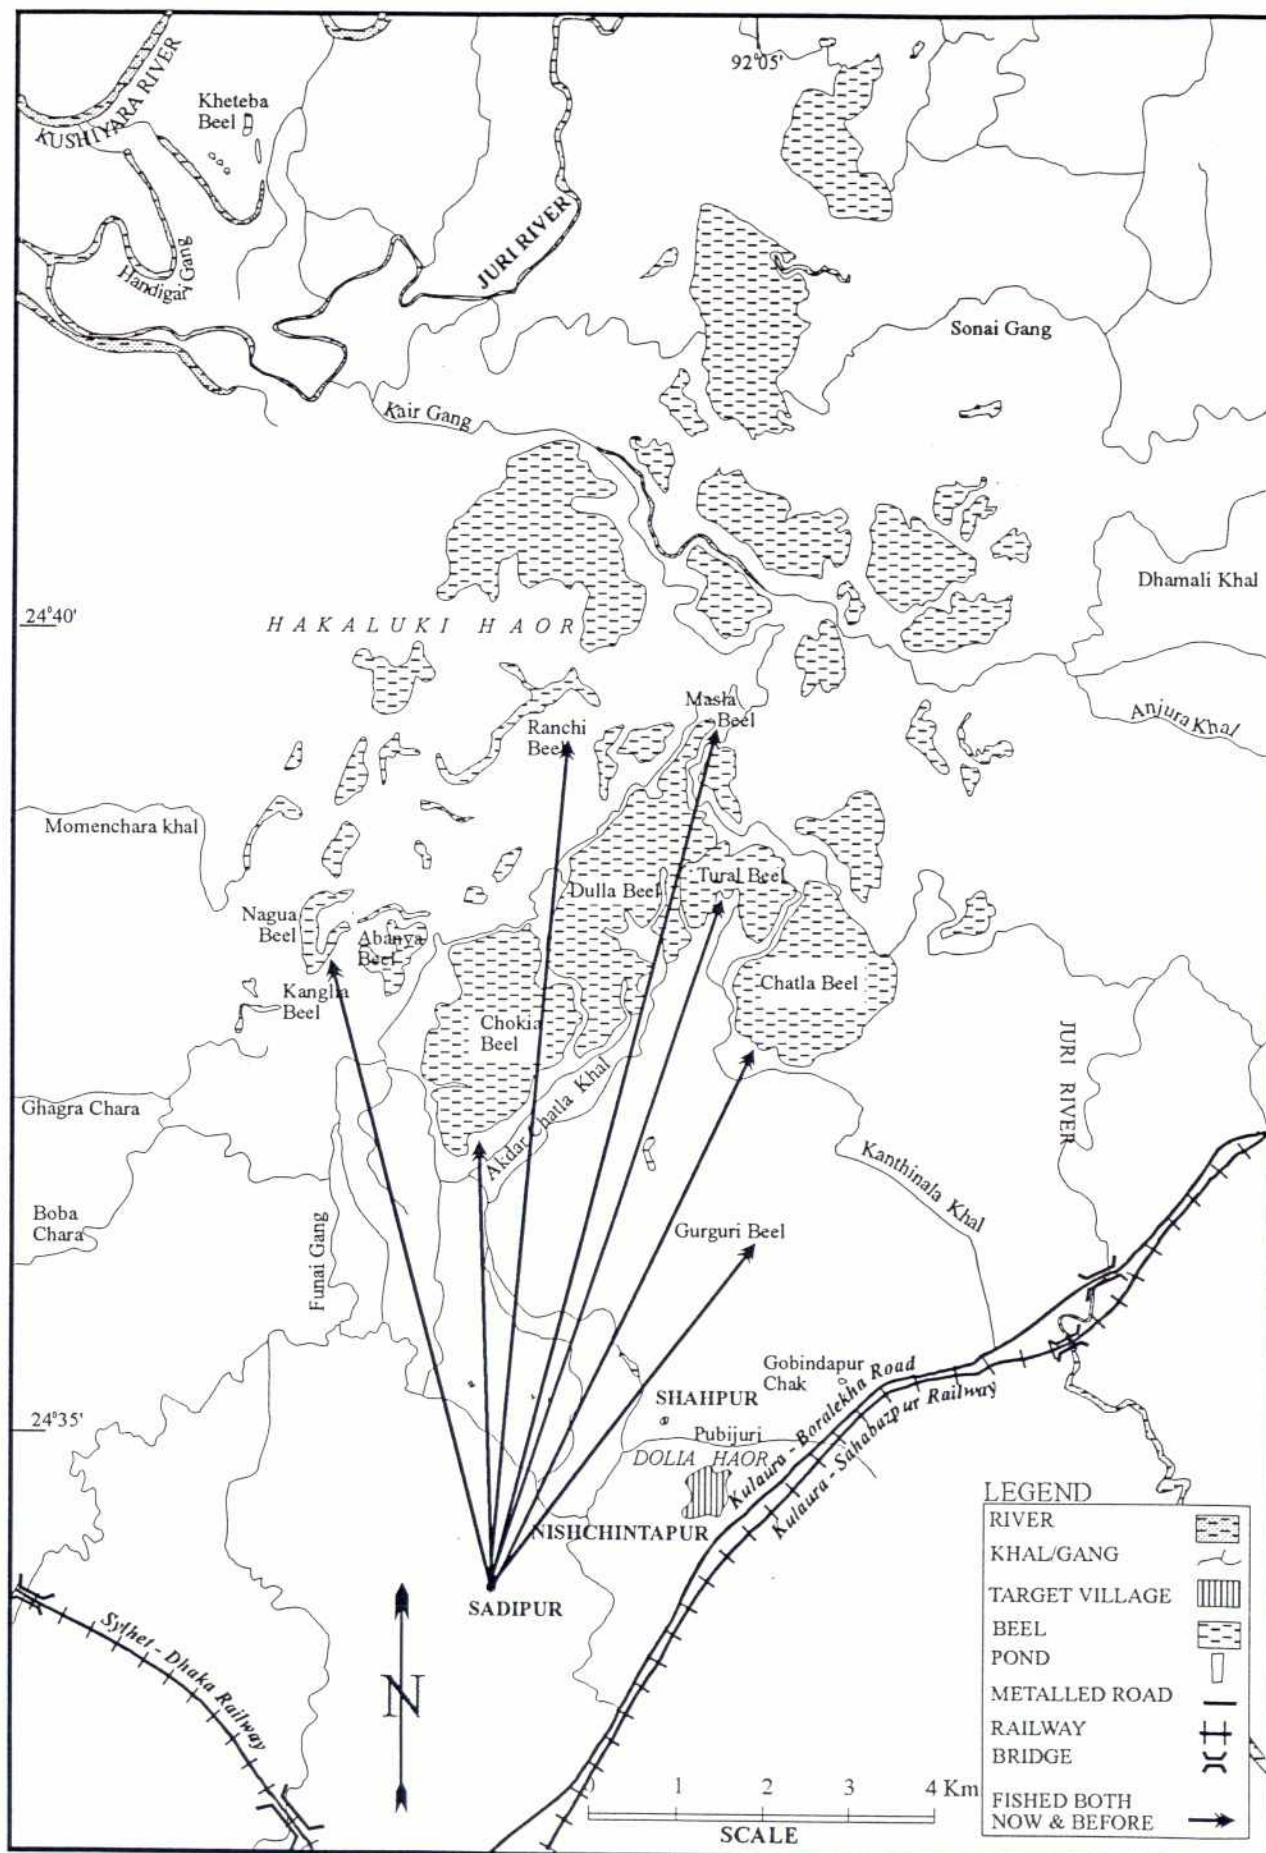 92°05'
Kheteba
Beel
KUSHIYARA RIVER
JURI RIVER
Handigar Gang
Sonai Gang
Kair Gang
Dhamali Khal
24°40'
HAKALUKI HAOR
Masla
Beel
Ranchi
Beel
Anjura Khal
Momenchara khal
Tural Beel
Dulla Beel
Nagua
Beel
Abanya
Beel
Chatla Beel
Kanglia
Beel
Chokia
Beel
JURI RIVER
Akdar Chatla Khal
Ghagra Chara
Kanthinala Khal
Boba
Chara
Funai Gang
Gurguri Beel
Gobindapur
Chak
SHAHPUR
24°35'
Pubijuri
DOLIA HAOR
Kulaura - Boralekha Road
Kulaura - Sahabazpur Railway
NISHCHINTAPUR
SADIPUR
Sylhet - Dhaka Railway
N
LEGEND
RIVER
KHAL/GANG
TARGET VILLAGE
BEEL
POND
METALLED ROAD
RAILWAY
BRIDGE
FISHED BOTH
NOW & BEFORE
0 1 2 3 4 Km
SCALE